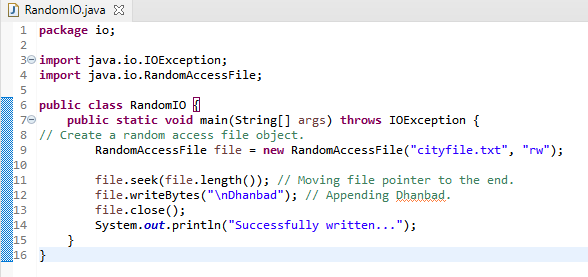 RandomIO.java
1 package io;
2
3 import java.io.IOException;
4 import java.io.RandomAccessFile;
5
6 public class RandomIO {
7     public static void main(String[] args) throws IOException {
8 // Create a random access file object.
9         RandomAccessFile file = new RandomAccessFile("cityfile.txt", "rw");
10
11         file.seek(file.length()); // Moving file pointer to the end.
12         file.writeBytes("\nDhanbad"); // Appending Dhanbad.
13         file.close();
14         System.out.println("Successfully written...");
15     }
16 }